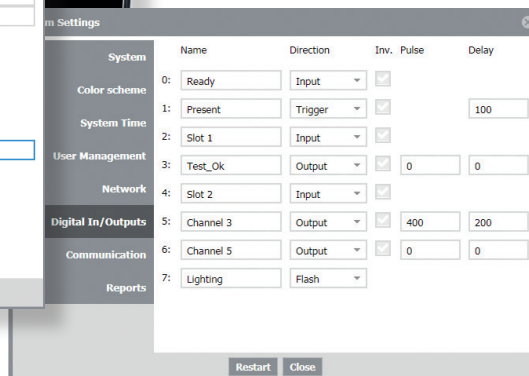 m Settings
System
Color scheme
System Time
User Management
Network
Digital In/Outputs
Communication
Reports
Name Direction Inv. Pulse Delay
0: Ready Input
1: Present Trigger 100
2: Slot 1 Input
3: Test_Ok Output 0 0
4: Slot 2 Input
5: Channel 3 Output 400 200
6: Channel 5 Output 0 0
7: Lighting Flash
Restart Close